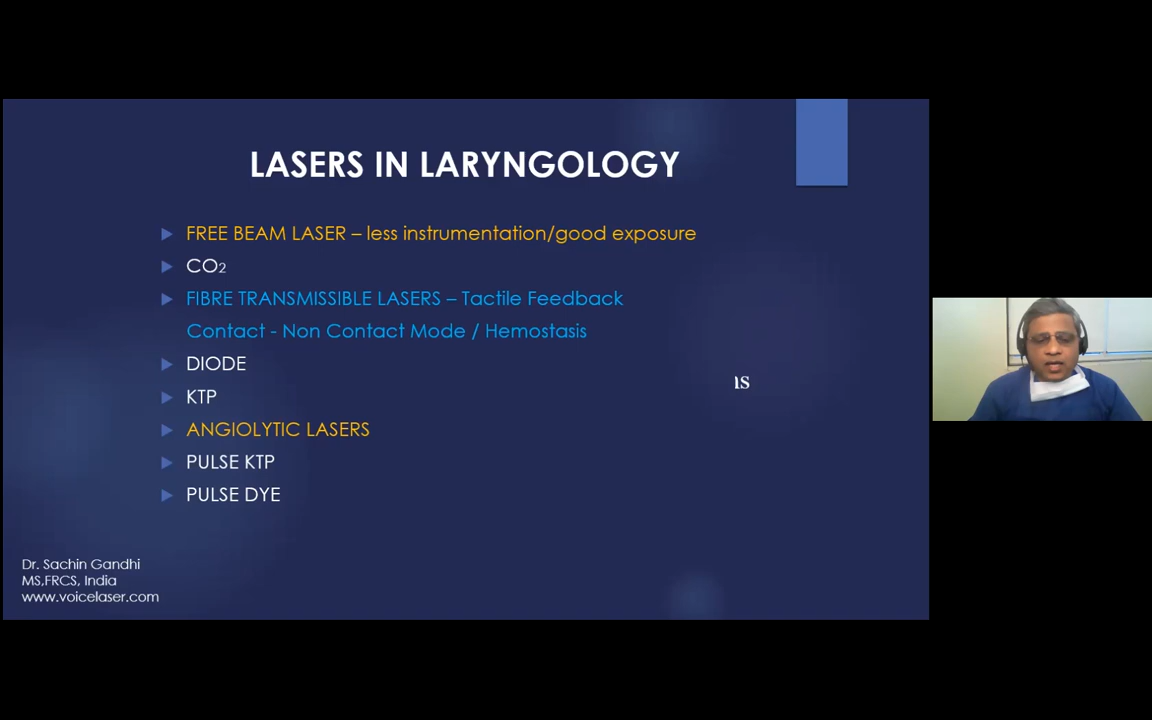 LASERS IN LARYNGOLOGY
FREE BEAM LASER – less instrumentation/good exposure
CO₂
FIBRE TRANSMISSIBLE LASERS – Tactile Feedback
Contact - Non Contact Mode / Hemostasis
DIODE
KTP
ANGIOLYTIC LASERS
PULSE KTP
PULSE DYE
Dr. Sachin Gandhi
MS,FRCS, India
www.voicelaser.com